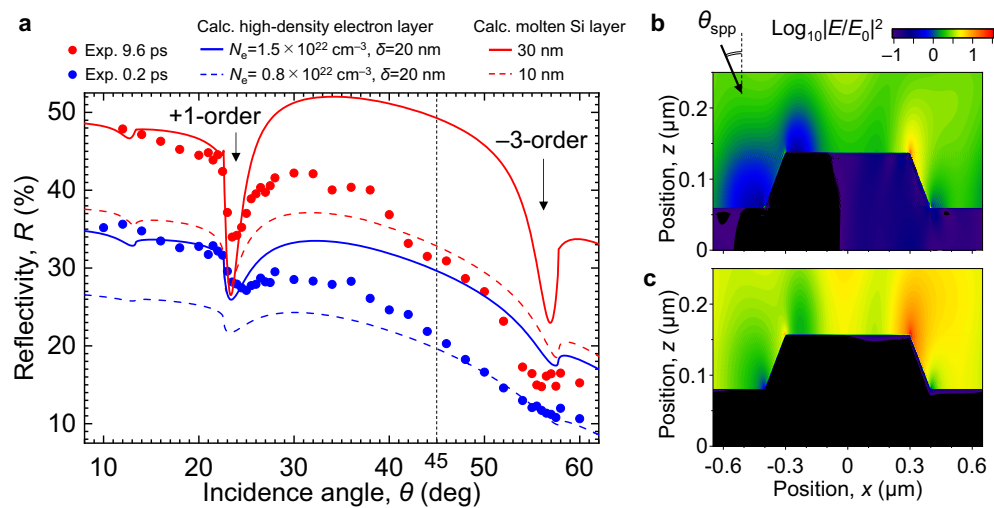 a
Calc. high-density electron layer
Calc. molten Si layer
Exp. 9.6 ps
Nₑ=1.5 × 10²² cm⁻³, δ=20 nm
30 nm
Exp. 0.2 ps
Nₑ= 0.8 × 10²² cm⁻³, δ=20 nm
10 nm
Reflectivity, R (%)
50
40
30
20
10
+1-order
−3-order
10
20
30
40
45
50
60
Incidence angle, θ (deg)
b
θspp
Log₁₀|E/E₀|²
−1
0
1
Position, z (μm)
0.2
0.1
0
c
Position, z (μm)
0.2
0.1
0
-0.6
-0.3
0
0.3
0.6
Position, x (μm)